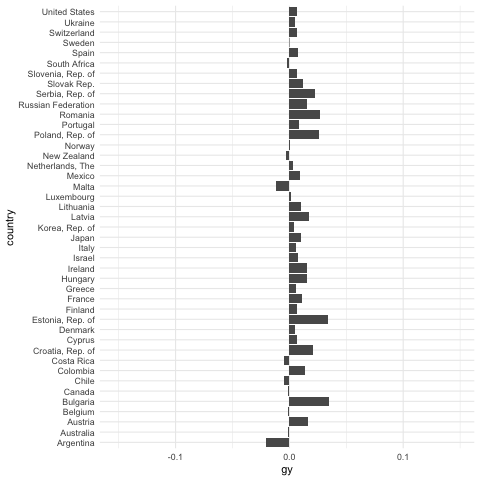 United States
Ukraine
Switzerland
Sweden
Spain
South Africa
Slovenia, Rep. of
Slovak Rep.
Serbia, Rep. of
Russian Federation
Romania
Portugal
Poland, Rep. of
Norway
New Zealand
Netherlands, The
Mexico
Malta
Luxembourg
Lithuania
Latvia
Korea, Rep. of
Japan
Italy
Israel
Ireland
Hungary
Greece
France
Finland
Estonia, Rep. of
Denmark
Cyprus
Croatia, Rep. of
Costa Rica
Colombia
Chile
Canada
Bulgaria
Belgium
Austria
Australia
Argentina
country
-0.1 0.0 0.1
gy